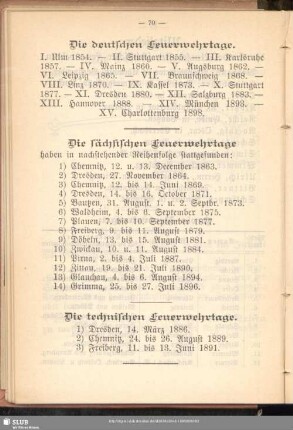 — 70 —
Die deutschen Feuerwehrtage.
I. Ulm 1854. — II. Stuttgart 1855. — III. Karlsruhe
1857. — IV. Mainz 1860. — V. Augsburg 1862. —
VI. Leipzig 1865. — VII. Braunschweig 1868. —
VIII. Linz 1870. — IX. Kassel 1873. — X. Stuttgart
1877. — XI. Dresden 1880. — XII. Salzburg 1883. —
XIII. Hannover 1888. — XIV. München 1893. —
XV. Charlottenburg 1898.
Die sächsischen Feuerwehrtage
haben in nachstehender Reihenfolge stattgefunden:
1) Chemnitz, 12. u. 13. December 1863.
2) Dresden, 27. November 1864.
3) Chemnitz, 12. bis 14. Juni 1869.
4) Dresden, 14. bis 16. October 1871.
5) Bautzen, 31. August, 1. u. 2. Septbr. 1873.
6) Waldheim, 4. bis 6. September 1875.
7) Plauen, 7. bis 10. September 1877.
8) Freiberg, 9. bis 11. August 1879.
9) Döbeln, 13. bis 15. August 1881.
10) Zwickau, 10. u. 11. August 1884.
11) Pirna, 2. bis 4. Juli 1887.
12) Zittau, 19. bis 21. Juli 1890.
13) Glauchau, 4. bis 6. August 1894.
14) Grimma, 25. bis 27. Juli 1896.
Die technischen Feuerwehrtage.
1) Dresden, 14. März 1886.
2) Chemnitz, 24. bis 26. August 1889.
3) Freiberg, 11. bis 13. Juni 1891.
SLUB